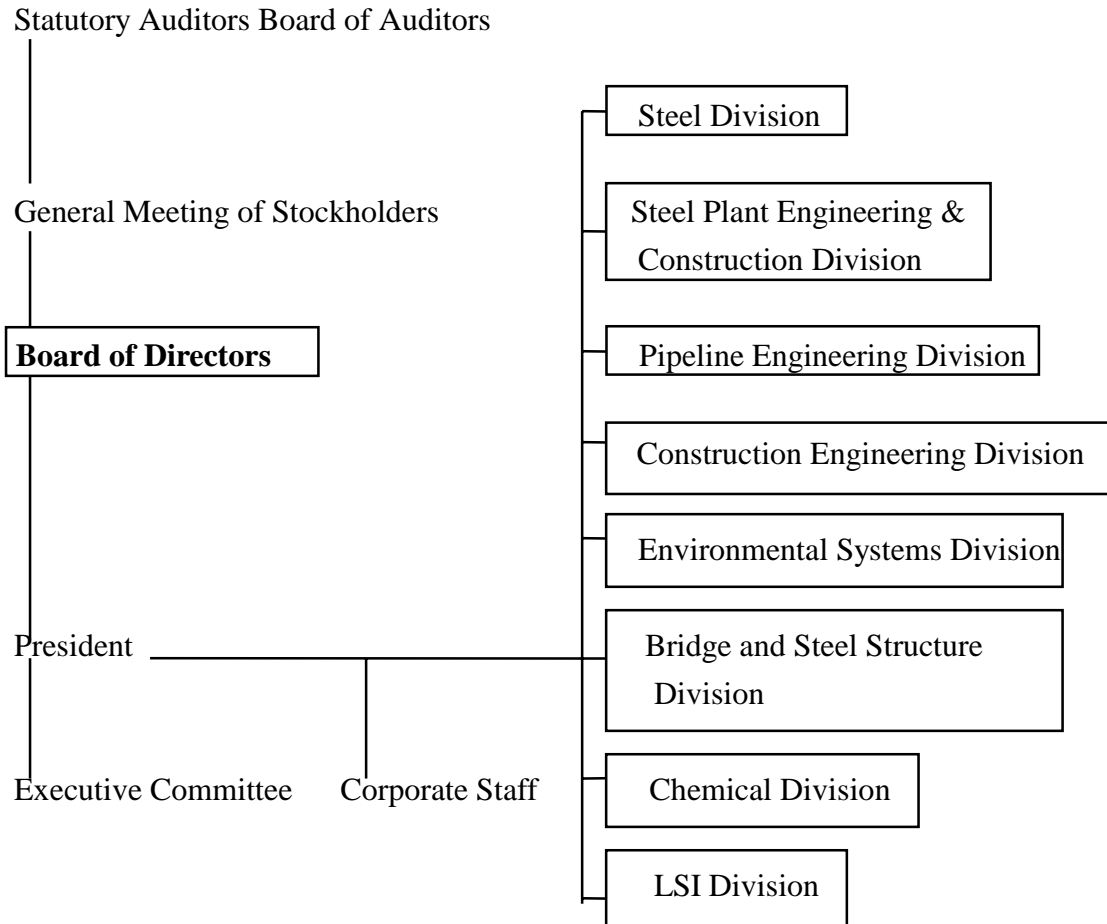 Statutory Auditors Board of Auditors
Steel Division
General Meeting of Stockholders
Steel Plant Engineering &
Construction Division
Board of Directors
Pipeline Engineering Division
Construction Engineering Division
Environmental Systems Division
President
Bridge and Steel Structure
Division
Executive Committee
Corporate Staff
Chemical Division
LSI Division